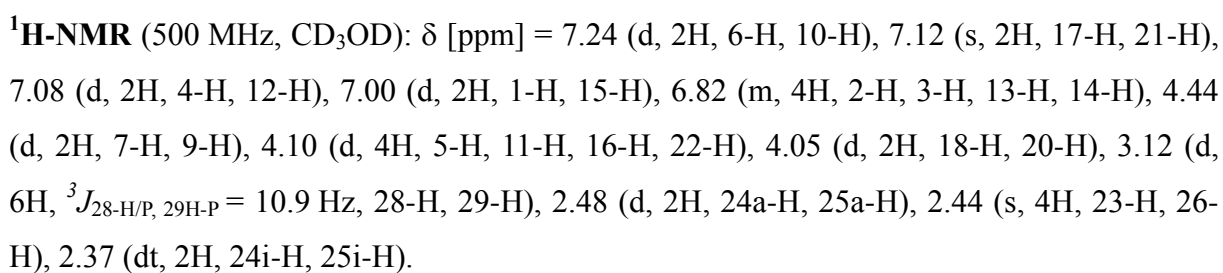 ¹H-NMR (500 MHz, CD₃OD): δ [ppm] = 7.24 (d, 2H, 6-H, 10-H), 7.12 (s, 2H, 17-H, 21-H),
7.08 (d, 2H, 4-H, 12-H), 7.00 (d, 2H, 1-H, 15-H), 6.82 (m, 4H, 2-H, 3-H, 13-H, 14-H), 4.44
(d, 2H, 7-H, 9-H), 4.10 (d, 4H, 5-H, 11-H, 16-H, 22-H), 4.05 (d, 2H, 18-H, 20-H), 3.12 (d,
6H, ³J₂₈₋H/P, ₂₉H-P = 10.9 Hz, 28-H, 29-H), 2.48 (d, 2H, 24a-H, 25a-H), 2.44 (s, 4H, 23-H, 26-
H), 2.37 (dt, 2H, 24i-H, 25i-H).